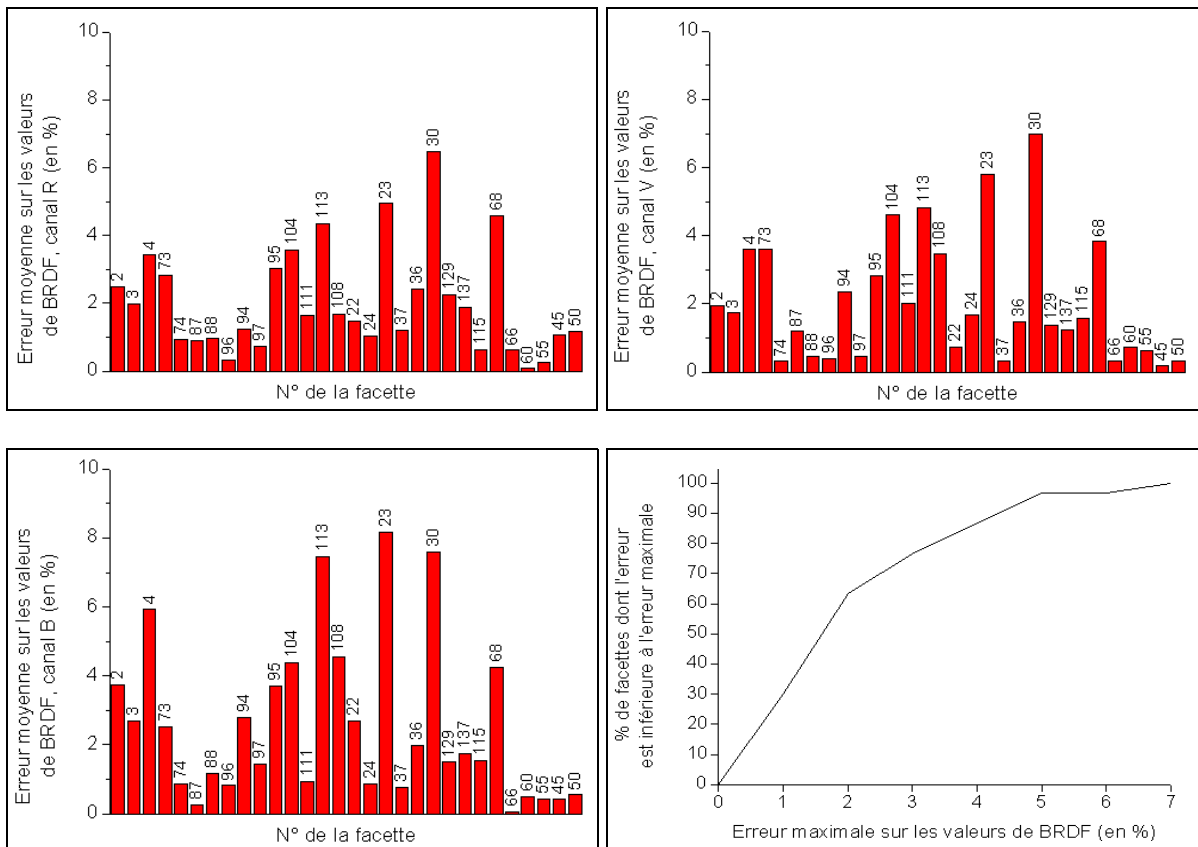 10
8
6
4
2
0
Erreur moyenne sur les valeurs
de BRDF, canal R (en %)
2 3 4 73 74 87 88 96 94 97 95 104 111 113 108 22 24 23 37 36 30 129 137 115 68 66 60 55 45 50
N° de la facette
10
8
6
4
2
0
Erreur moyenne sur les valeurs
de BRDF, canal V (en %)
2 3 4 73 74 87 88 96 94 97 95 104 111 113 108 22 24 23 37 36 30 129 137 115 68 66 60 55 45 50
N° de la facette
10
8
6
4
2
0
Erreur moyenne sur les valeurs
de BRDF, canal B (en %)
2 3 4 73 74 87 88 96 94 97 95 104 111 113 108 22 24 23 37 36 30 129 137 115 68 66 60 55 45 50
N° de la facette
100
90
80
70
60
50
40
30
20
10
0
% de facettes dont l'erreur
est inférieure à l'erreur maximale
0 1 2 3 4 5 6 7
Erreur maximale sur les valeurs de BRDF (en %)